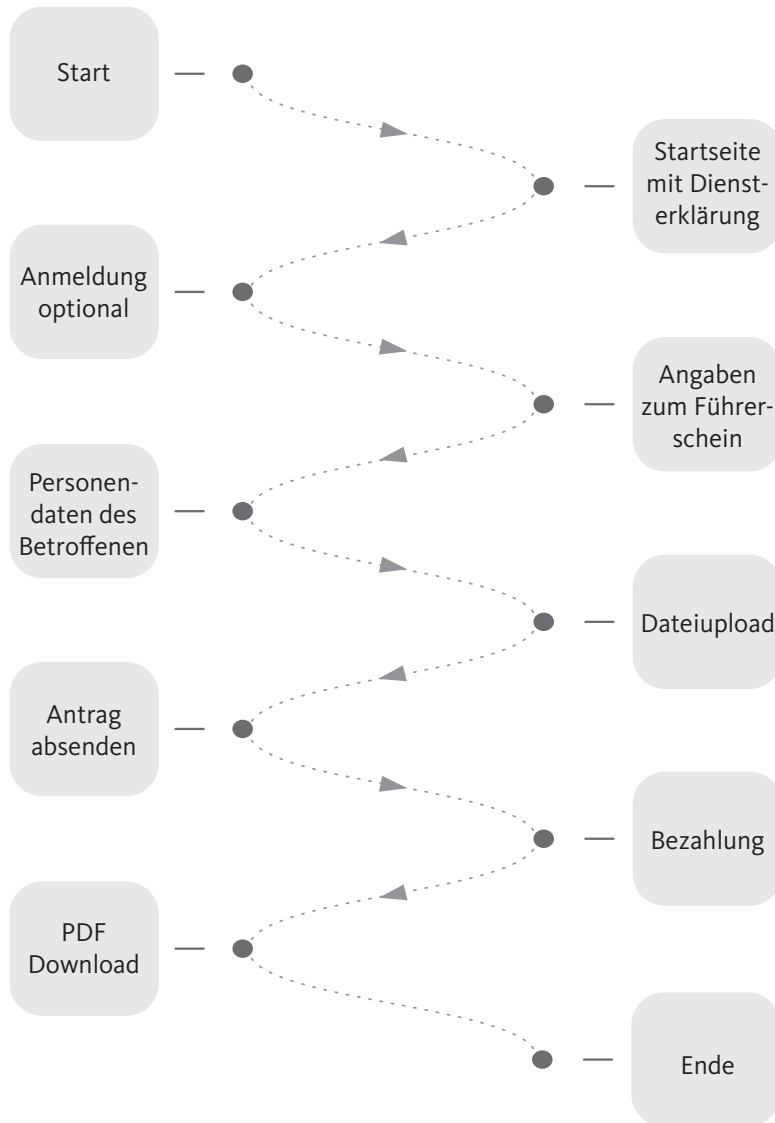 Start
Startseite
mit Dienst-
erklärung
Anmeldung
optional
Angaben
zum Führer-
schein
Personen-
daten des
Betroffenen
Dateiupload
Antrag
absenden
Bezahlung
PDF
Download
Ende